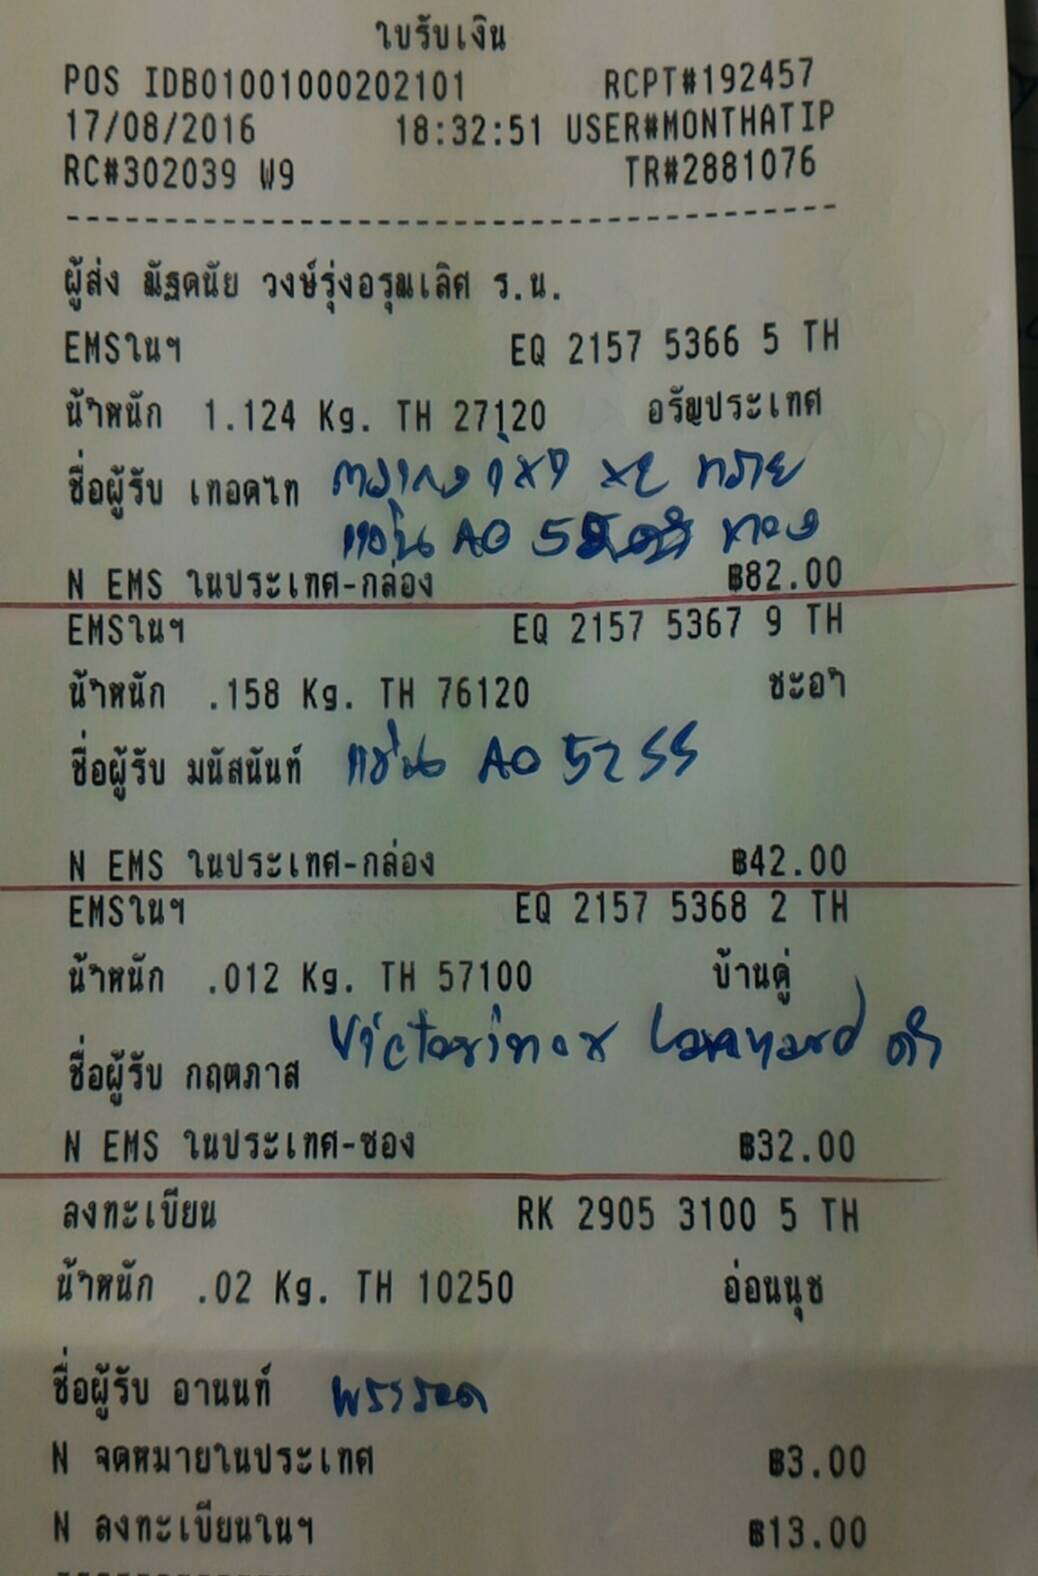 ใบรับเงิน
POS IDB01001000202101 RCPT#192457
17/08/2016 18:32:51 USER#MONTHATIP
RC#302039 W9 TR#2881076
ผู้ส่ง ณัฐดนัย วงษ์รุ่งอรุณเลิศ ร.น.
EMSในฯ EQ 2157 5366 5 TH
น้ำหนัก 1.124 Kg. TH 27120 อรัญประเทศ
ชื่อผู้รับ เทอดไท
AO ทอง
N EMS ในประเทศ-กล่อง ฿82.00
EMSในฯ EQ 2157 5367 9 TH
น้ำหนัก .158 Kg. TH 76120 ชะอำ
ชื่อผู้รับ มนัสนันท์ แว่น AO 52 55
N EMS ในประเทศ-กล่อง ฿42.00
EMSในฯ EQ 2157 5368 2 TH
น้ำหนัก .012 Kg. TH 57100 บ้านดู่
Victorinox Lanyard ดำ
ชื่อผู้รับ กฤตภาส
N EMS ในประเทศ-ซอง ฿32.00
ลงทะเบียน RK 2905 3100 5 TH
น้ำหนัก .02 Kg. TH 10250 อ่อนนุช
ชื่อผู้รับ อานนท์
N จดหมายในประเทศ ฿3.00
N ลงทะเบียนในฯ ฿13.00